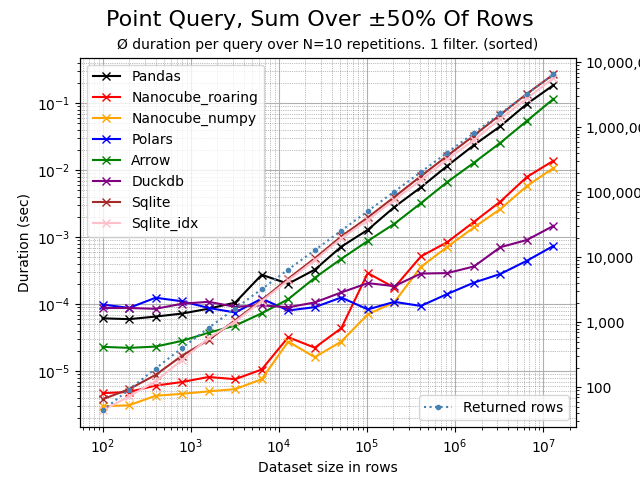 Point Query, Sum Over ±50% Of Rows
Ø duration per query over N=10 repetitions. 1 filter. (sorted)
Pandas
Nanocube_roaring
Nanocube_numpy
Polars
Arrow
Duckdb
Sqlite
Sqlite_idx
Returned rows
Duration (sec)
10⁻¹
10⁻²
10⁻³
10⁻⁴
10⁻⁵
10,000,0
1,000,00
100,000
10,000
1,000
100
10² 10³ 10⁴ 10⁵ 10⁶ 10⁷
Dataset size in rows